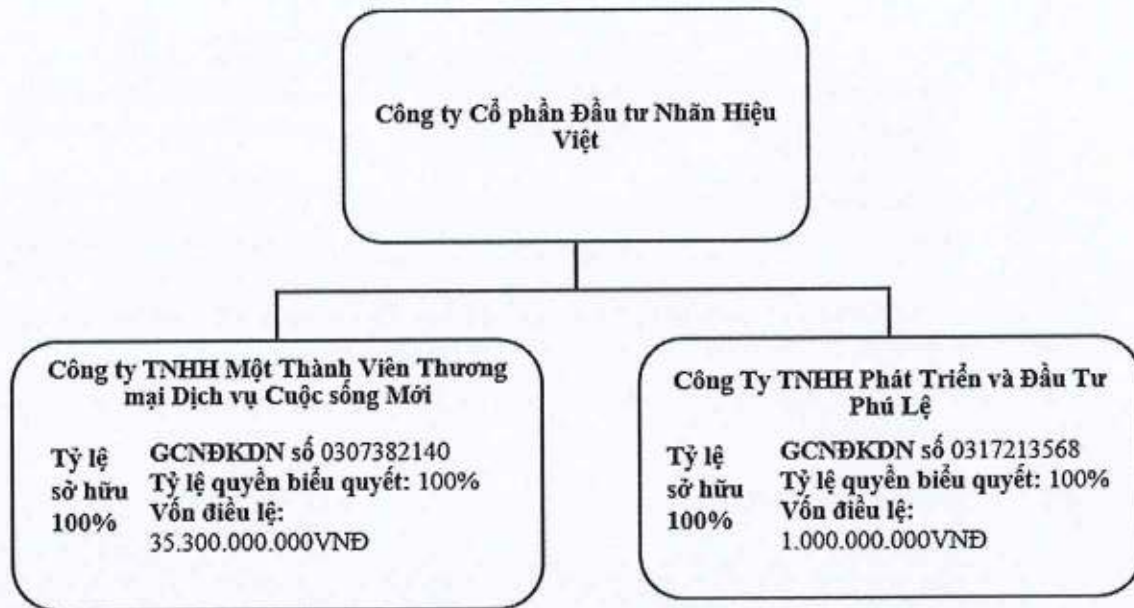 Công ty Cổ phần Đầu tư Nhãn Hiệu
Việt
Công ty TNHH Một Thành Viên Thương
mại Dịch vụ Cuộc sống Mới
Tỷ lệ
sở hữu
100%
GCNĐKDN số 0307382140
Tỷ lệ quyền biểu quyết: 100%
Vốn điều lệ:
35.300.000.000VNĐ
Công Ty TNHH Phát Triển và Đầu Tư
Phú Lệ
Tỷ lệ
sở hữu
100%
GCNĐKDN số 0317213568
Tỷ lệ quyền biểu quyết: 100%
Vốn điều lệ:
1.000.000.000VNĐ